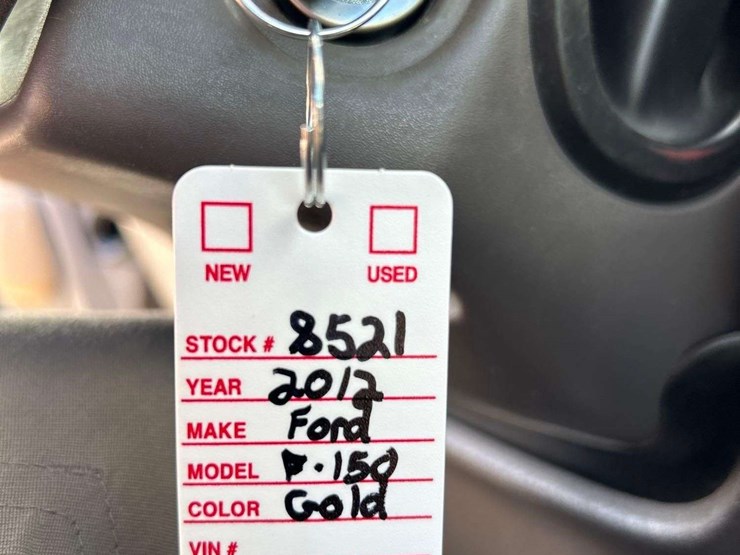 NEW USED
STOCK # 8521
YEAR 2012
MAKE Ford
MODEL F-150
COLOR Gold
VIN #